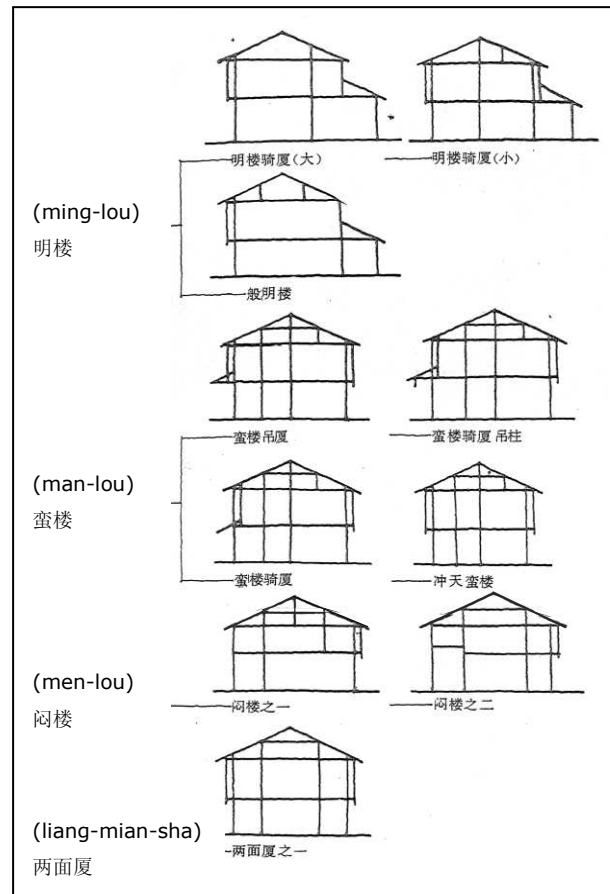 明楼骑厦(大)
明楼骑厦(小)
(ming-lou)
明楼
一般明楼
蛮楼吊厦
蛮楼骑厦吊柱
(man-lou)
蛮楼
蛮楼骑厦
冲天蛮楼
(men-lou)
闷楼
闷楼之一
闷楼之二
(liang-mian-sha)
两面厦
两面厦之一